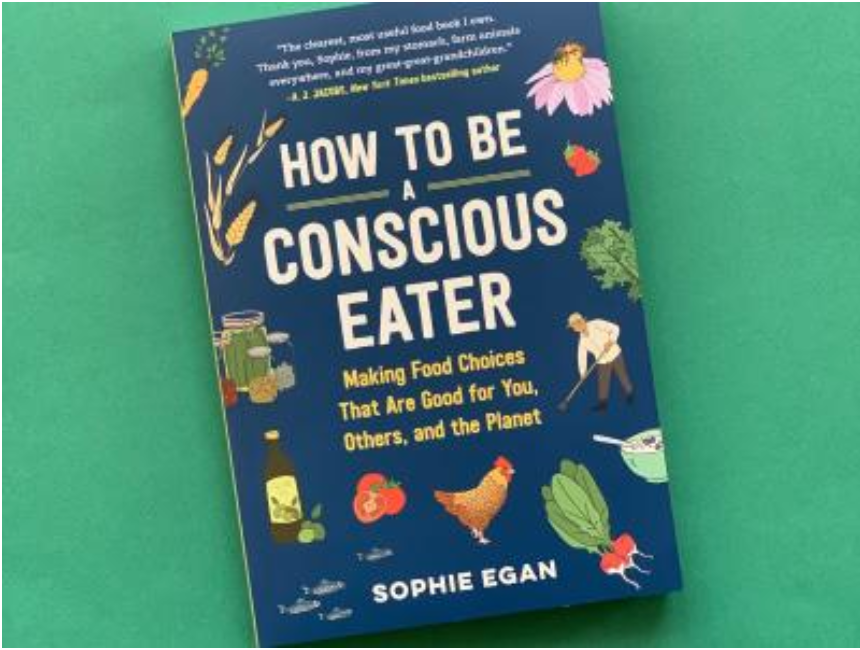 "The clearest, most useful food book I own.
Thank you, Sophie, from my stomach, farm animals
everywhere, and my great-great-grandchildren."
–A. J. JACOBS, New York Times bestselling author
HOW TO BE
A
CONSCIOUS
EATER
Making Food Choices
That Are Good for You,
Others, and the Planet
SOPHIE EGAN